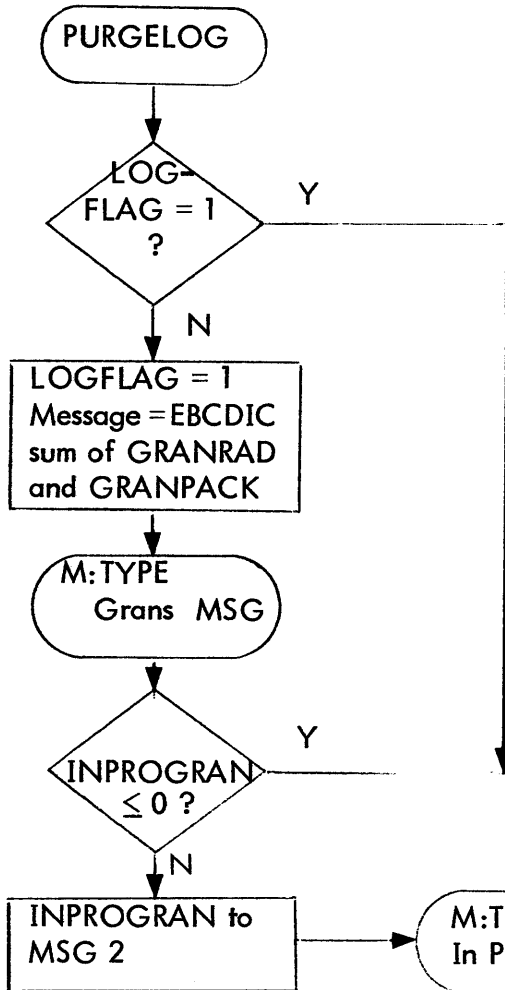 PURGELOG
LOG-
FLAG = 1
?
Y
N
LOGFLAG = 1
Message = EBCDIC
sum of GRANRAD
and GRANPACK
M:TYPE
Grans MSG
INPROGRAN
≤ 0 ?
Y
N
INPROGRAN to
MSG 2
M:T
In P